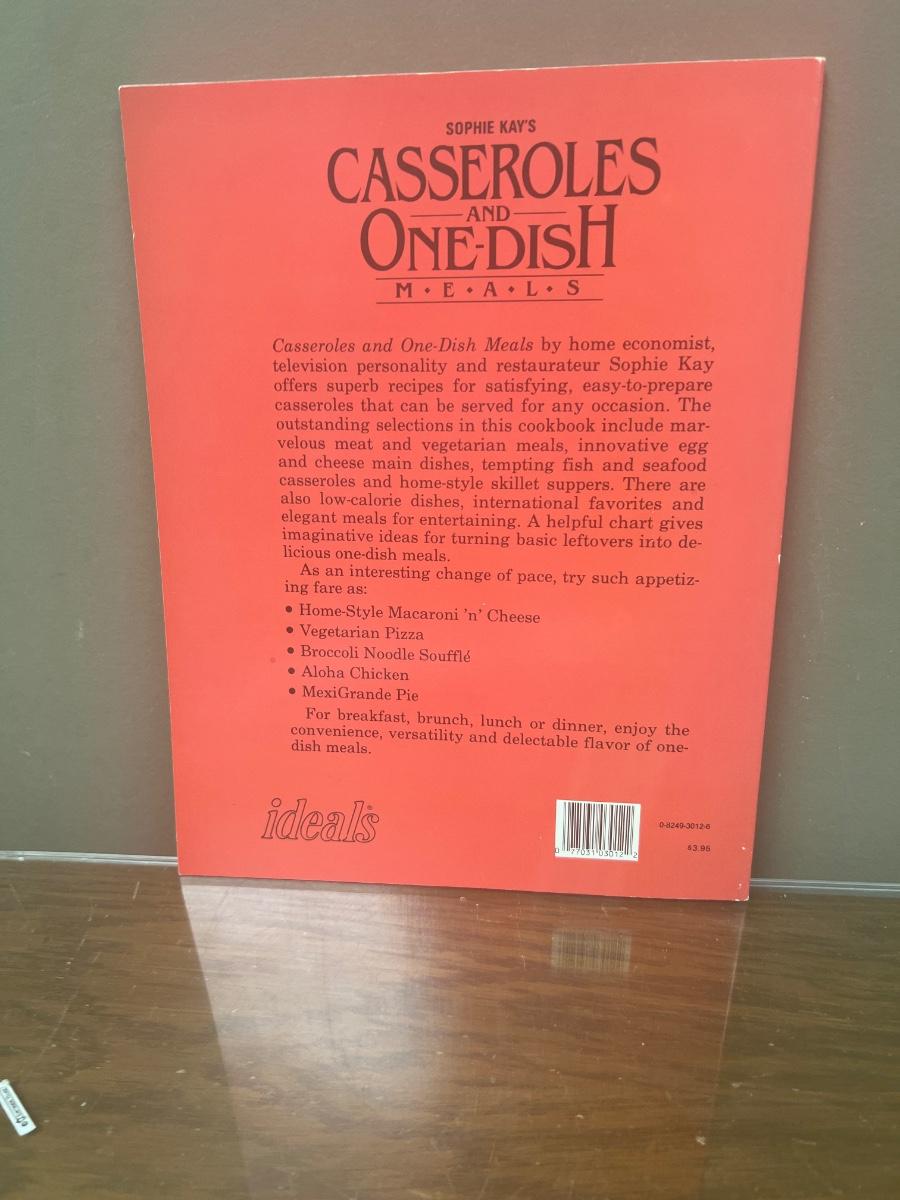 SOPHIE KAY'S
CASSEROLES
AND
ONE-DISH
M • E • A • L • S
Casseroles and One-Dish Meals by home economist,
television personality and restaurateur Sophie Kay
offers superb recipes for satisfying, easy-to-prepare
casseroles that can be served for any occasion. The
outstanding selections in this cookbook include mar-
velous meat and vegetarian meals, innovative egg
and cheese main dishes, tempting fish and seafood
casseroles and home-style skillet suppers. There are
also low-calorie dishes, international favorites and
elegant meals for entertaining. A helpful chart gives
imaginative ideas for turning basic leftovers into de-
licious one-dish meals.
As an interesting change of pace, try such appetiz-
ing fare as:
• Home-Style Macaroni 'n' Cheese
• Vegetarian Pizza
• Broccoli Noodle Soufflé
• Aloha Chicken
• MexiGrande Pie
For breakfast, brunch, lunch or dinner, enjoy the
convenience, versatility and delectable flavor of one-
dish meals.
ideals®
0 77031 03012 2
0-8249-3012-6
$3.95